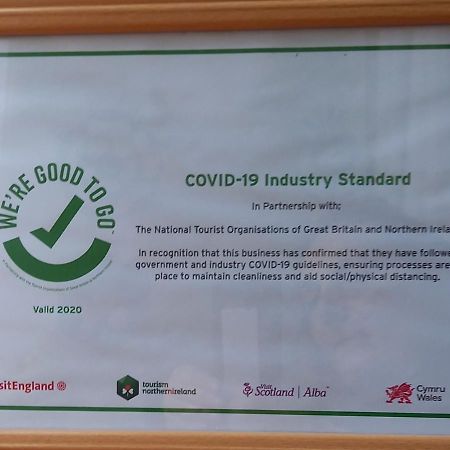 WE'RE GOOD TO GO
Valid 2020
COVID-19 Industry Standard
In Partnership with;
The National Tourist Organisations of Great Britain and Northern Irela
In recognition that this business has confirmed that they have followe
government and industry COVID-19 guidelines, ensuring processes are
place to maintain cleanliness and aid social/physical distancing.
sitEngland
tourism
northernireland
Visit
Scotland | Alba
Cymru
Wales